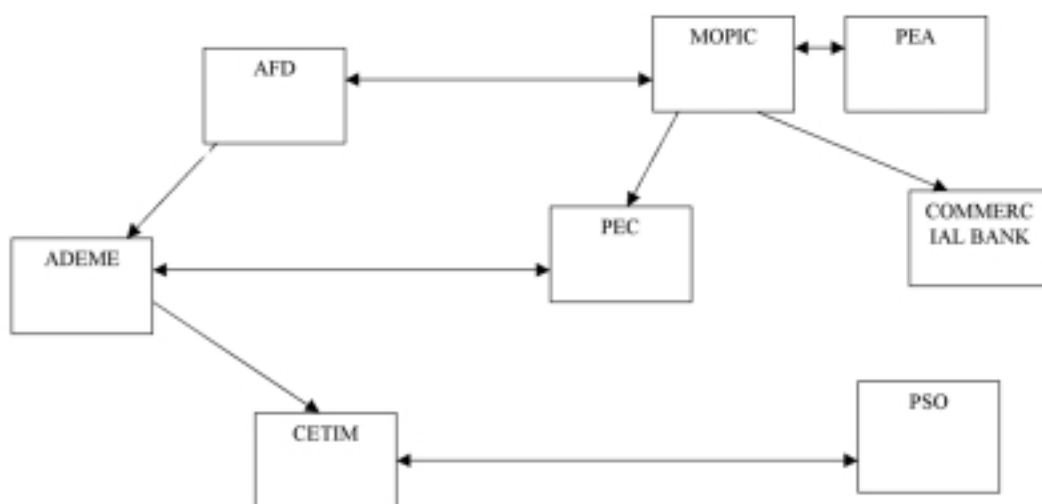 MOPIC
PEA
AFD
COMMERC
IAL BANK
PEC
ADEME
PSO
CETIM